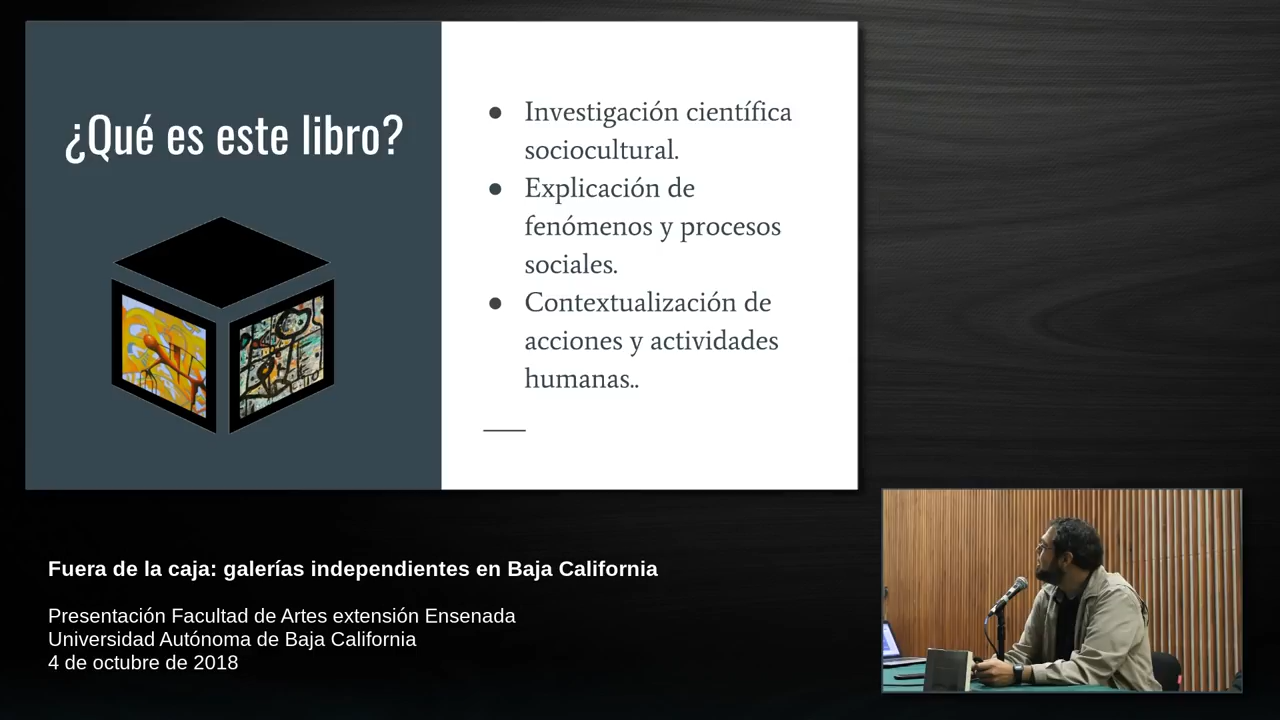 ¿Qué es este libro?
● Investigación científica
sociocultural.
● Explicación de
fenómenos y procesos
sociales.
● Contextualización de
acciones y actividades
humanas..
Fuera de la caja: galerías independientes en Baja California
Presentación Facultad de Artes extensión Ensenada
Universidad Autónoma de Baja California
4 de octubre de 2018